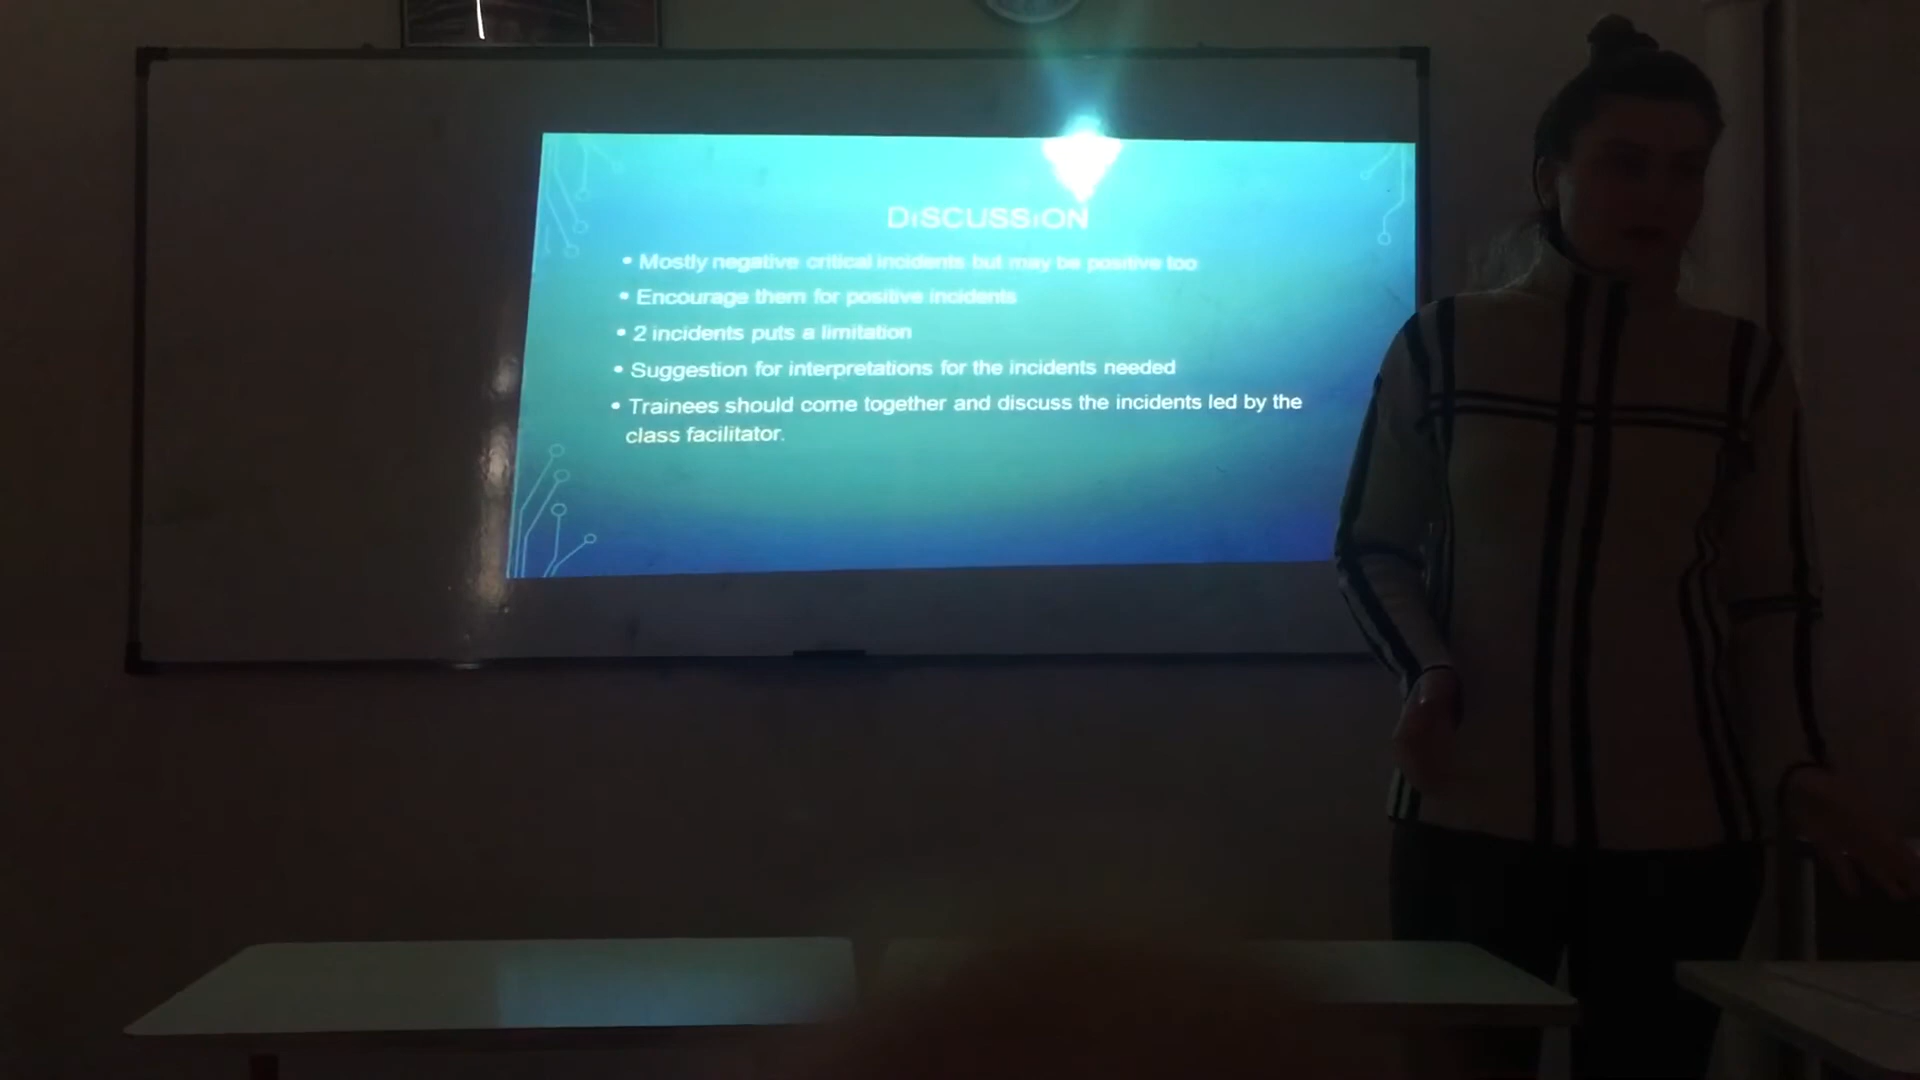 DiSCUSSiON
• Mostly negative critical incidents but may be positive too
• Encourage them for positive incidents
• 2 incidents puts a limitation
• Suggestion for interpretations for the incidents needed
• Trainees should come together and discuss the incidents led by the
class facilitator.